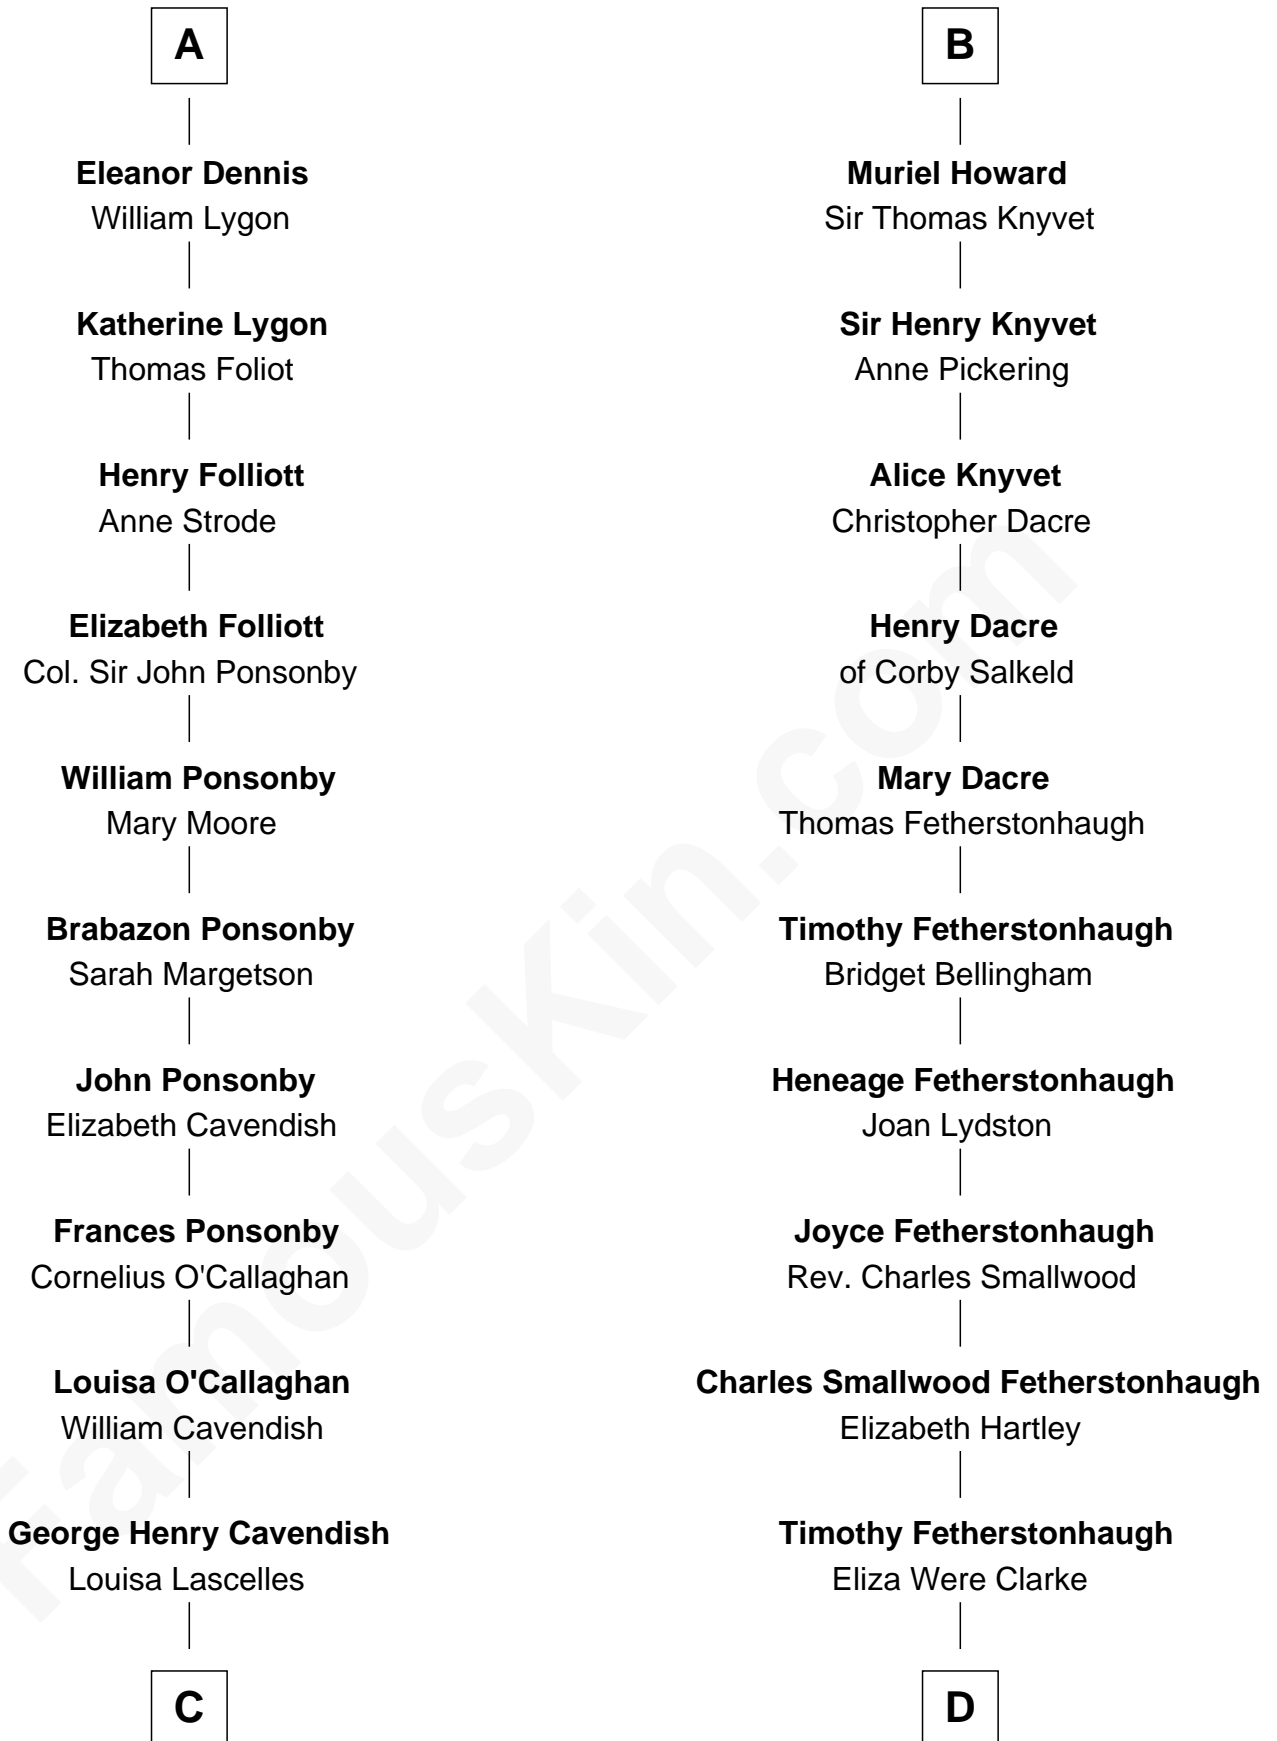 A
Eleanor Dennis
William Lygon
Katherine Lygon
Thomas Foliot
Henry Folliott
Anne Strode
Elizabeth Folliott
Col. Sir John Ponsonby
William Ponsonby
Mary Moore
Brabazon Ponsonby
Sarah Margetson
John Ponsonby
Elizabeth Cavendish
Frances Ponsonby
Cornelius O'Callaghan
Louisa O'Callaghan
William Cavendish
George Henry Cavendish
Louisa Lascelles
C
B
Muriel Howard
Sir Thomas Knyvet
Sir Henry Knyvet
Anne Pickering
Alice Knyvet
Christopher Dacre
Henry Dacre
of Corby Salkeld
Mary Dacre
Thomas Fetherstonhaugh
Timothy Fetherstonhaugh
Bridget Bellingham
Heneage Fetherstonhaugh
Joan Lydston
Joyce Fetherstonhaugh
Rev. Charles Smallwood
Charles Smallwood Fetherstonhaugh
Elizabeth Hartley
Timothy Fetherstonhaugh
Eliza Were Clarke
D
FamousKin.com